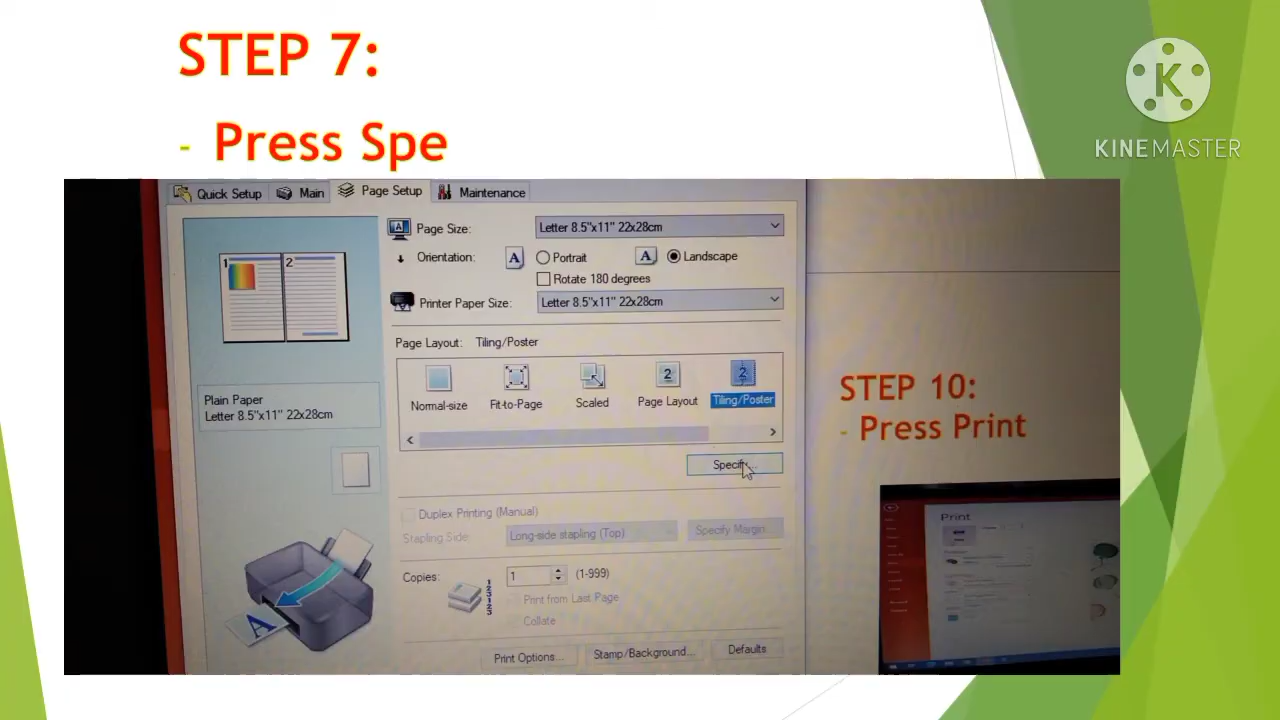 STEP 7:
- Press Spe
K
KINEMASTER
Quick Setup Main Page Setup Maintenance
Page Size: Letter 8.5"x11" 22x28cm
Orientation: A Portrait A Landscape
Rotate 180 degrees
Printer Paper Size: Letter 8.5"x11" 22x28cm
1 2
Page Layout: Tiling/Poster
2 2
Normal-size Fit-to-Page Scaled Page Layout Tiling/Poster
Plain Paper
Letter 8.5"x11" 22x28cm
Specify...
Duplex Printing (Manual)
Stapling Side: Long-side stapling (Top) Specify Margin...
Copies: 1 (1-999)
Print from Last Page
Collate
A
Print Options... Stamp/Background... Defaults
STEP 10:
- Press Print
Print